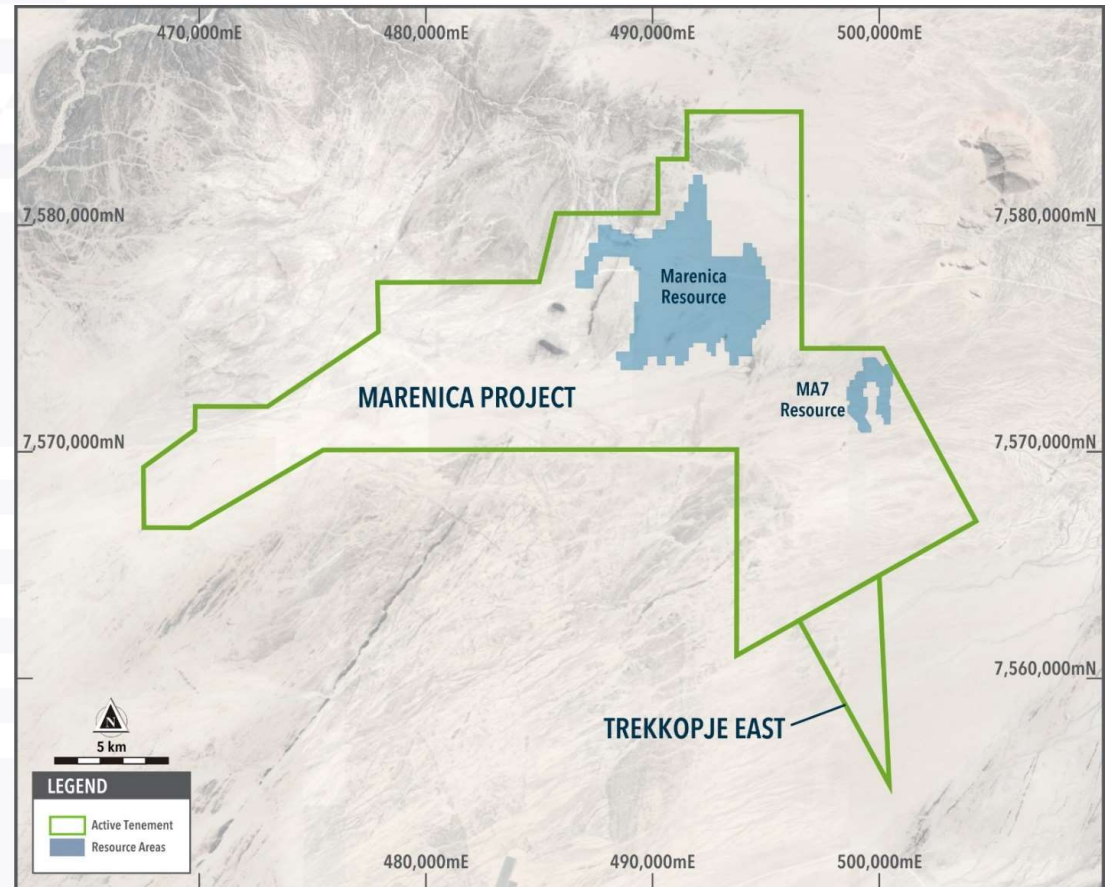 470,000mE
480,000mE
490,000mE
500,000mE
7,580,000mN
7,580,000mN
Marenica
Resource
MARENICA PROJECT
MA7
Resource
7,570,000mN
7,570,000mN
7,560,000mN
TREKKOPJE EAST
N
5 km
LEGEND
Active Tenement
Resource Areas
480,000mE
490,000mE
500,000mE